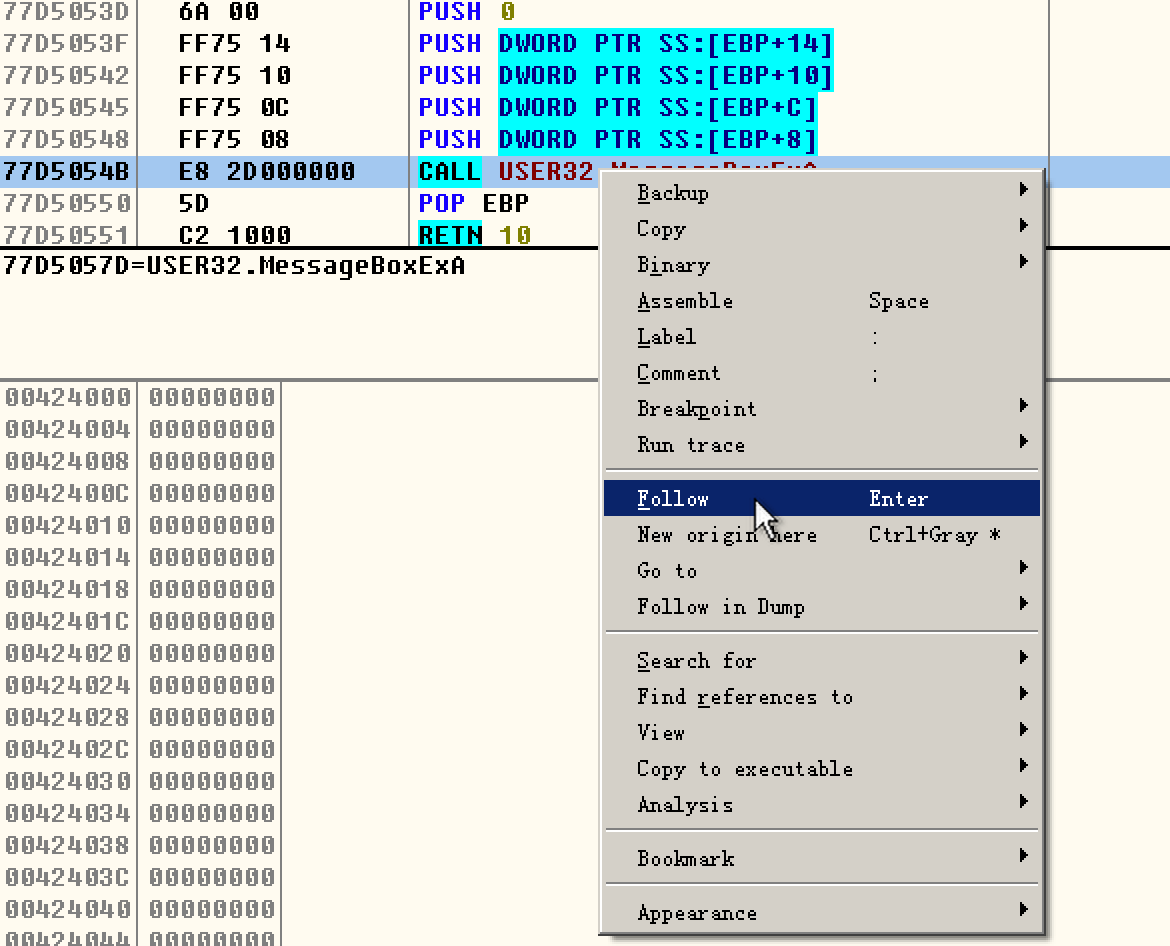 77D5053D 6A 00 PUSH 0
77D5053F FF75 14 PUSH DWORD PTR SS:[EBP+14]
77D50542 FF75 10 PUSH DWORD PTR SS:[EBP+10]
77D50545 FF75 0C PUSH DWORD PTR SS:[EBP+C]
77D50548 FF75 08 PUSH DWORD PTR SS:[EBP+8]
77D5054B E8 2D000000 CALL USER32.MessageBoxExA
77D50550 5D POP EBP
77D50551 C2 1000 RETN 10
77D5057D=USER32.MessageBoxExA
00424000 00000000
00424004 00000000
00424008 00000000
0042400C 00000000
00424010 00000000
00424014 00000000
00424018 00000000
0042401C 00000000
00424020 00000000
00424024 00000000
00424028 00000000
0042402C 00000000
00424030 00000000
00424034 00000000
00424038 00000000
0042403C 00000000
00424040 00000000
00424044 00000000
Backup
Copy
Binary
Assemble Space
Label :
Comment ;
Breakpoint
Run trace
Follow Enter
New origin here Ctrl+Gray *
Go to
Follow in Dump
Search for
Find references to
View
Copy to executable
Analysis
Bookmark
Appearance